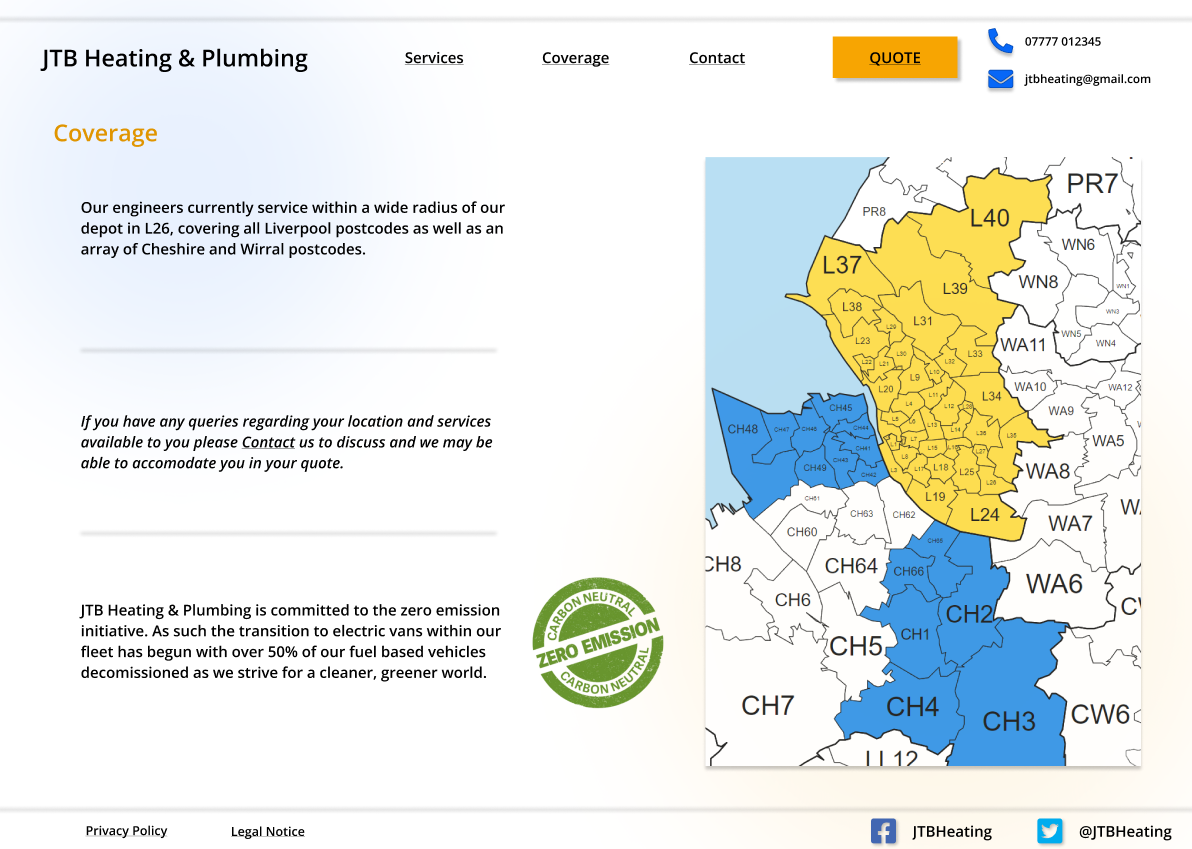 JTB Heating & Plumbing
Services
Coverage
Contact
QUOTE
07777 012345
jtbheating@gmail.com
Coverage
Our engineers currently service within a wide radius of our
depot in L26, covering all Liverpool postcodes as well as an
array of Cheshire and Wirral postcodes.
If you have any queries regarding your location and services
available to you please Contact us to discuss and we may be
able to accomodate you in your quote.
JTB Heating & Plumbing is committed to the zero emission
initiative. As such the transition to electric vans within our
fleet has begun with over 50% of our fuel based vehicles
decomissioned as we strive for a cleaner, greener world.
CARBON NEUTRAL
ZERO EMISSION
CARBON NEUTRAL
PR7
PR8
L40
WN6
L37
WN8
WN1
L39
L38
WN3
L31
L29
WN5
WN4
L23
WA11
L30
L33
L22
L21
L32
L10
L9
WA10
WA12
L20
L11
L34
L4
L12
L28
CH45
WA9
L5
L6
L13
L14
CH48
CH47
CH46
CH44
L36
L35
WA5
L7
CH41
L15
L16
L27
L8
CH43
CH49
L3
L17
L18
L25
WA8
CH42
L26
CH61
L19
CH63
CH62
L24
WA7
CH60
CH65
CH8
CH64
CH66
WA6
CH6
CH2
CH1
CH5
CH7
CH4
CH3
CW6
LL12
Privacy Policy
Legal Notice
JTBHeating
@JTBHeating